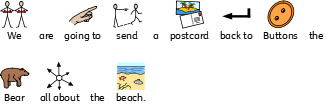 We are going to send a postcard back to Buttons the
Bear all about the beach.